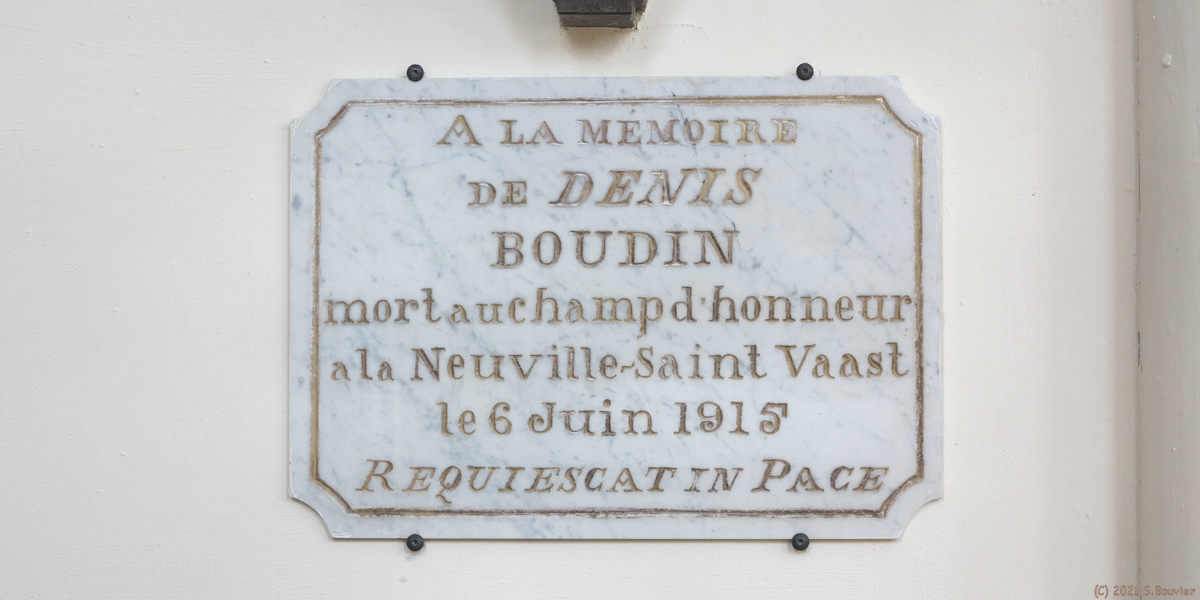 A LA MÉMOIRE
DE DENIS
BOUDIN
mort au champ d'honneur
a la Neuville-Saint Vaast
le 6 Juin 1915
REQUIESCAT IN PACE
S.Bouvier